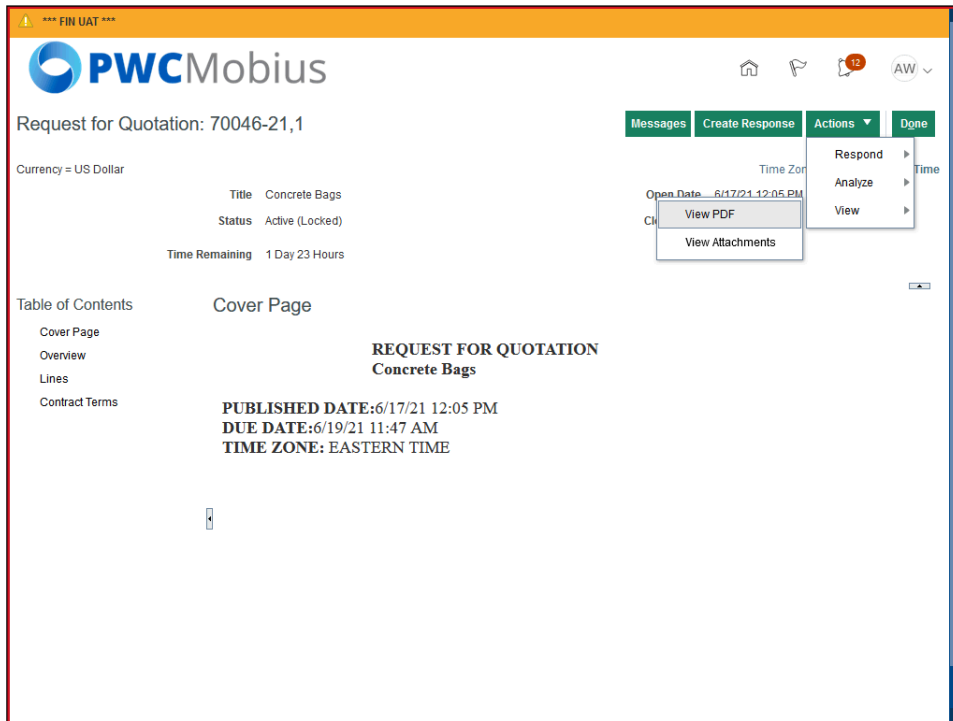 *** FIN UAT ***
PWCMobius
12
AW
Request for Quotation: 70046-21,1
Messages
Create Response
Actions
Done
Currency = US Dollar
Time Zon
Time
Respond
Analyze
View
Title Concrete Bags
Open Date 6/17/21 12:05 PM
Status Active (Locked)
Cl
View PDF
View Attachments
Time Remaining 1 Day 23 Hours
Table of Contents
Cover Page
Overview
Lines
Contract Terms
Cover Page
REQUEST FOR QUOTATION
Concrete Bags
PUBLISHED DATE:6/17/21 12:05 PM
DUE DATE:6/19/21 11:47 AM
TIME ZONE: EASTERN TIME